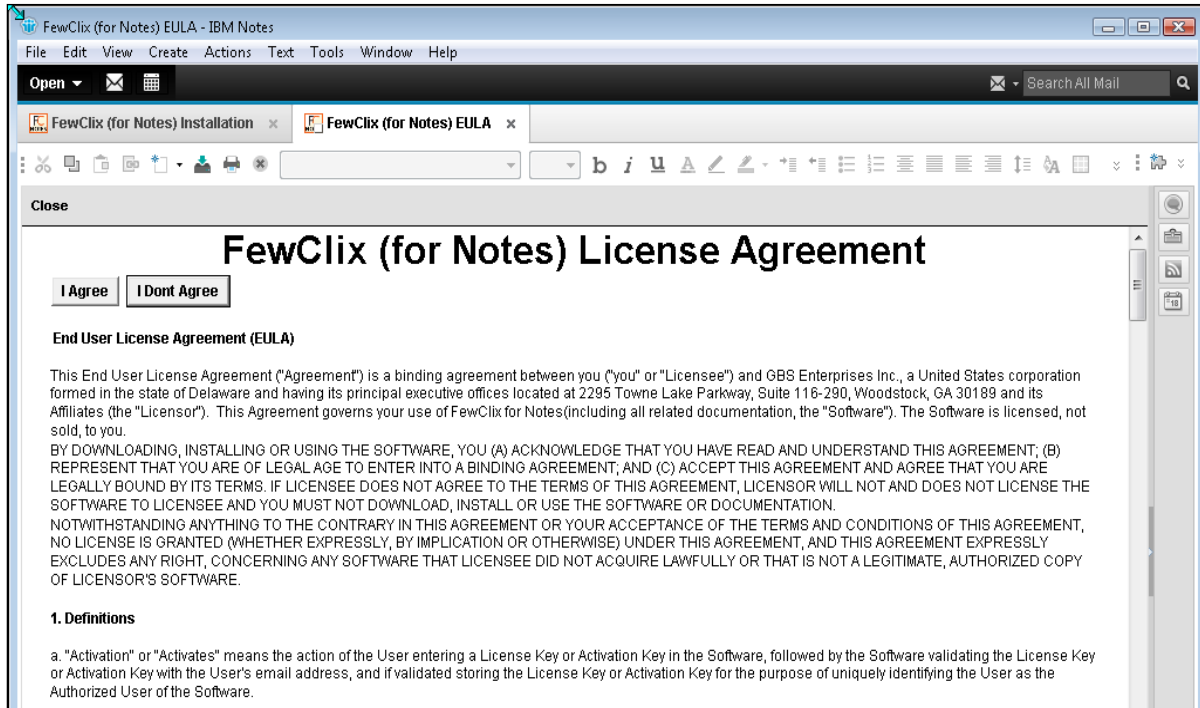 FewClix (for Notes) EULA - IBM Notes
File Edit View Create Actions Text Tools Window Help
Open Search All Mail
FewClix (for Notes) Installation FewClix (for Notes) EULA
b i u A A
Close
FewClix (for Notes) License Agreement
I Agree I Dont Agree
18
End User License Agreement (EULA)
This End User License Agreement ("Agreement") is a binding agreement between you ("you" or "Licensee") and GBS Enterprises Inc., a United States corporation
formed in the state of Delaware and having its principal executive offices located at 2295 Towne Lake Parkway, Suite 116-290, Woodstock, GA 30189 and its
Affiliates (the "Licensor"). This Agreement governs your use of FewClix for Notes(including all related documentation, the "Software"). The Software is licensed, not
sold, to you.
BY DOWNLOADING, INSTALLING OR USING THE SOFTWARE, YOU (A) ACKNOWLEDGE THAT YOU HAVE READ AND UNDERSTAND THIS AGREEMENT; (B)
REPRESENT THAT YOU ARE OF LEGAL AGE TO ENTER INTO A BINDING AGREEMENT; AND (C) ACCEPT THIS AGREEMENT AND AGREE THAT YOU ARE
LEGALLY BOUND BY ITS TERMS. IF LICENSEE DOES NOT AGREE TO THE TERMS OF THIS AGREEMENT, LICENSOR WILL NOT AND DOES NOT LICENSE THE
SOFTWARE TO LICENSEE AND YOU MUST NOT DOWNLOAD, INSTALL OR USE THE SOFTWARE OR DOCUMENTATION.
NOTWITHSTANDING ANYTHING TO THE CONTRARY IN THIS AGREEMENT OR YOUR ACCEPTANCE OF THE TERMS AND CONDITIONS OF THIS AGREEMENT,
NO LICENSE IS GRANTED (WHETHER EXPRESSLY, BY IMPLICATION OR OTHERWISE) UNDER THIS AGREEMENT, AND THIS AGREEMENT EXPRESSLY
EXCLUDES ANY RIGHT, CONCERNING ANY SOFTWARE THAT LICENSEE DID NOT ACQUIRE LAWFULLY OR THAT IS NOT A LEGITIMATE, AUTHORIZED COPY
OF LICENSOR'S SOFTWARE.
1. Definitions
a. "Activation" or "Activates" means the action of the User entering a License Key or Activation Key in the Software, followed by the Software validating the License Key
or Activation Key with the User's email address, and if validated storing the License Key or Activation Key for the purpose of uniquely identifying the User as the
Authorized User of the Software.